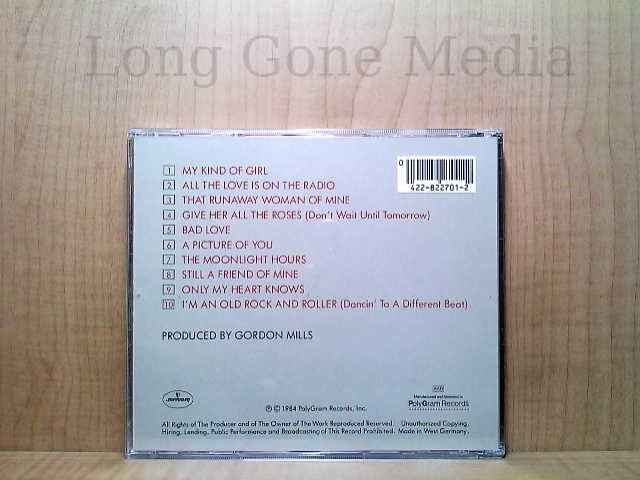 Long Gone Media
0
422-822701-2
1 MY KIND OF GIRL
2 ALL THE LOVE IS ON THE RADIO
3 THAT RUNAWAY WOMAN OF MINE
4 GIVE HER ALL THE ROSES (Don't Wait Until Tomorrow)
5 BAD LOVE
6 A PICTURE OF YOU
7 THE MOONLIGHT HOURS
8 STILL A FRIEND OF MINE
9 ONLY MY HEART KNOWS
10 I'M AN OLD ROCK AND ROLLER (Dancin' To A Different Beat)
PRODUCED BY GORDON MILLS
mercury
AAD
Manufactured and Marketed by
PolyGram Records
℗ © 1984 PolyGram Records, Inc.
All Rights of The Producer and of The Owner of The Work Reproduced Reserved. Unauthorized Copying,
Hiring, Lending, Public Performance and Broadcasting of This Record Prohibited. Made in West Germany.